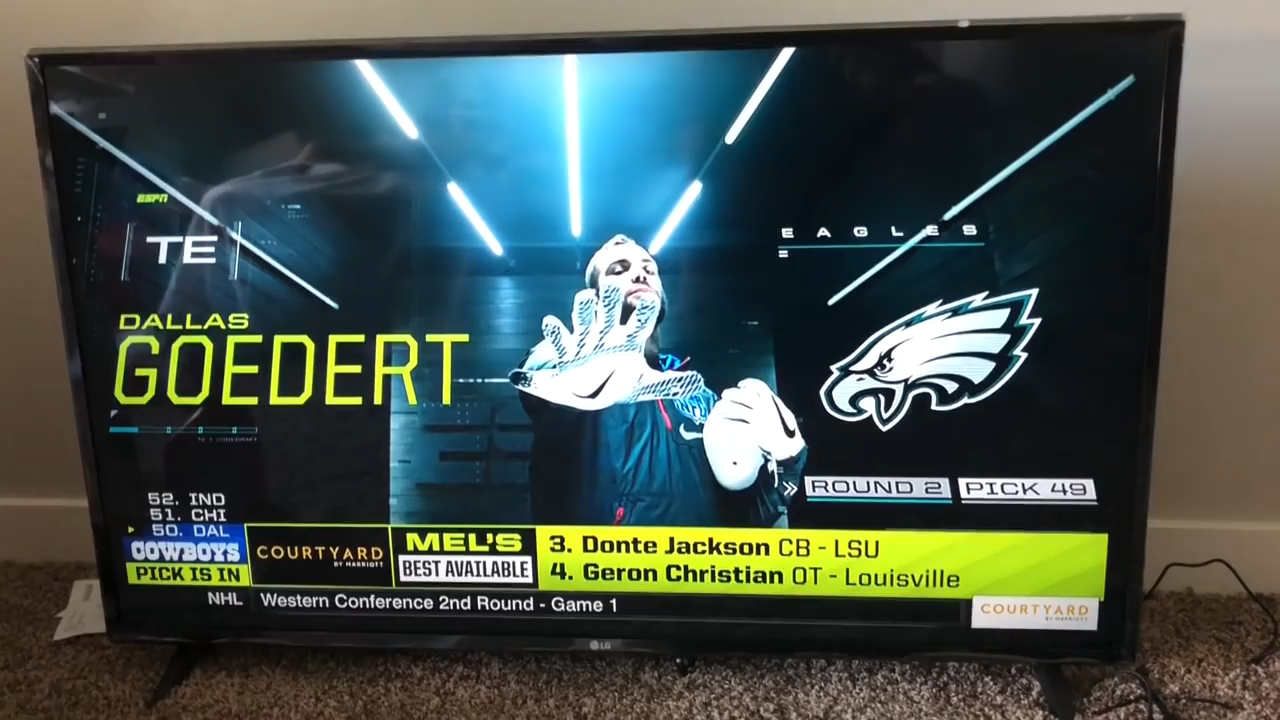 ESPN
TE
DALLAS
GOEDERT
EAGLES
ROUND 2 PICK 49
52. IND
51. CHI
50. DAL
COWBOYS
PICK IS IN
COURTYARD
BY MARRIOTT
MEL'S
BEST AVAILABLE
3. Donte Jackson CB - LSU
4. Geron Christian OT - Louisville
NHL Western Conference 2nd Round - Game 1
COURTYARD
BY MARRIOTT
LG